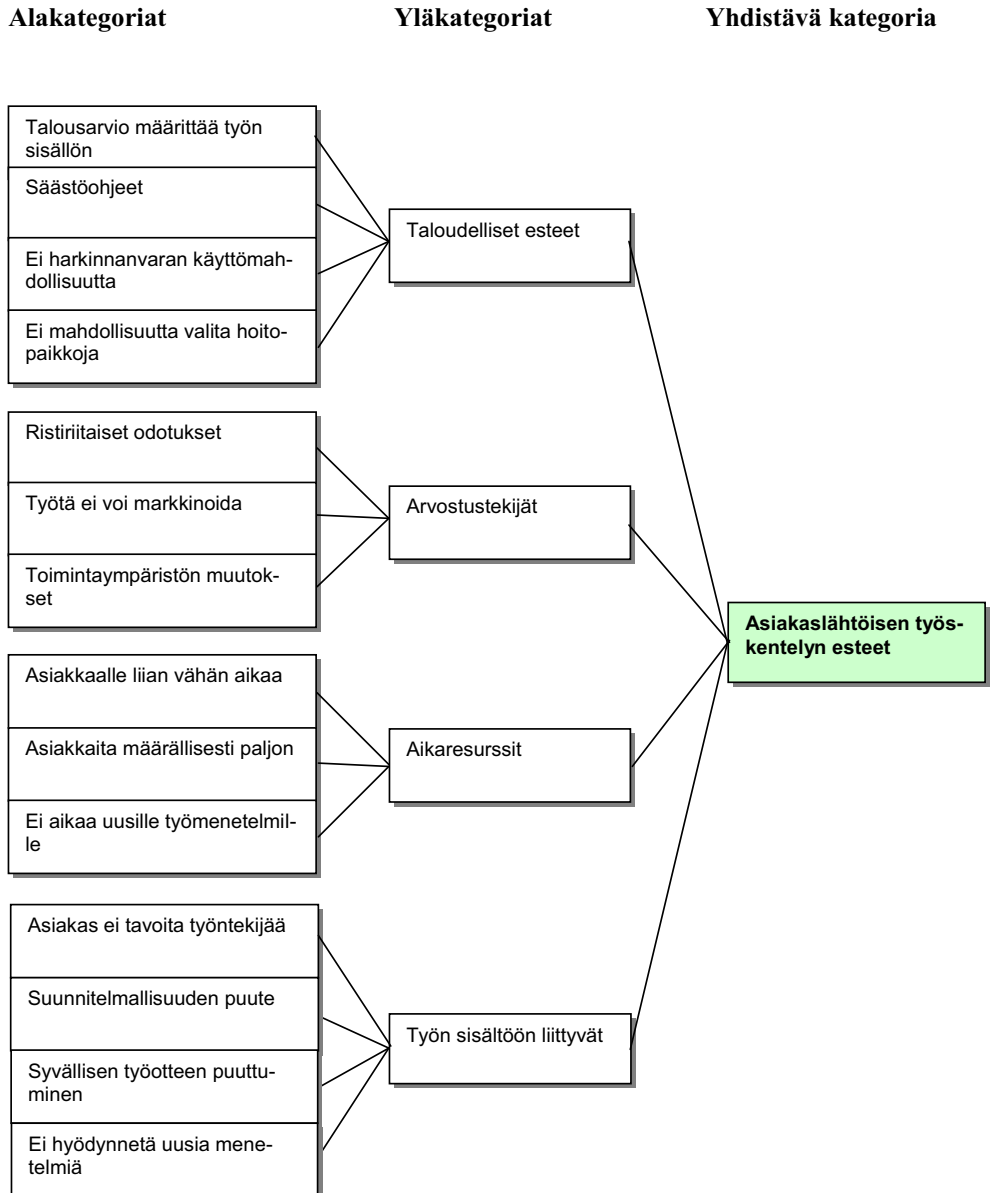 Alakategoriat
Yläkategoriat
Yhdistävä kategoria
Talousarvio määrittää työn
sisällön
Säästöohjeet
Ei harkinnanvaran käyttömah-
dollisuutta
Ei mahdollisuutta valita hoito-
paikkoja
Taloudelliset esteet
Ristiriitaiset odotukset
Työtä ei voi markkinoida
Toimintaympäristön muutok-
set
Arvostustekijät
Asiakkaalle liian vähän aikaa
Asiakkaita määrällisesti paljon
Ei aikaa uusille työmenetelmil-
le
Aikaresurssit
Asiakas ei tavoita työntekijää
Suunnitelmallisuuden puute
Syvällisen työotteen puuttu-
minen
Ei hyödynnetä uusia mene-
telmiä
Työn sisältöön liittyvät
Asiakaslähtöisen työs-
kentelyn esteet